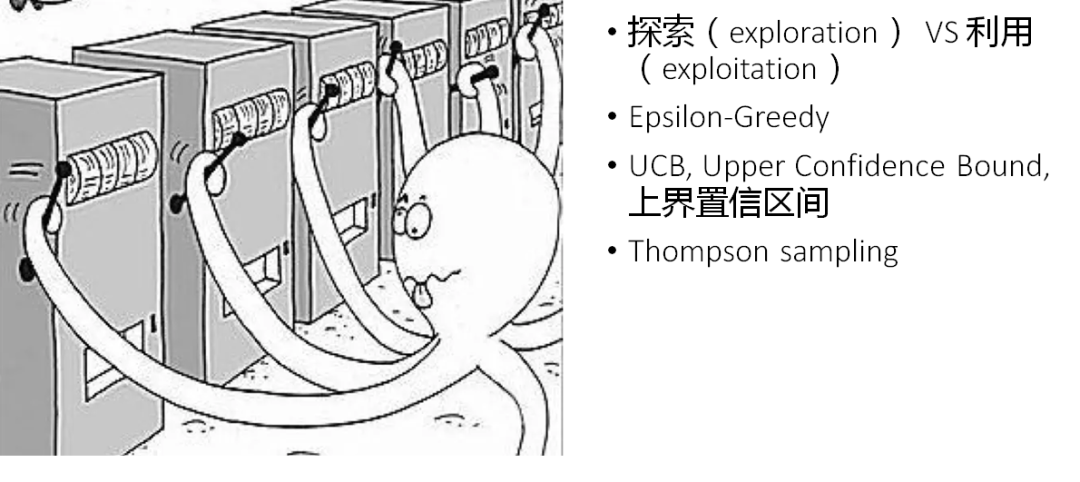 • 探索（exploration） VS 利用
（exploitation）
• Epsilon-Greedy
• UCB, Upper Confidence Bound,
上界置信区间
• Thompson sampling